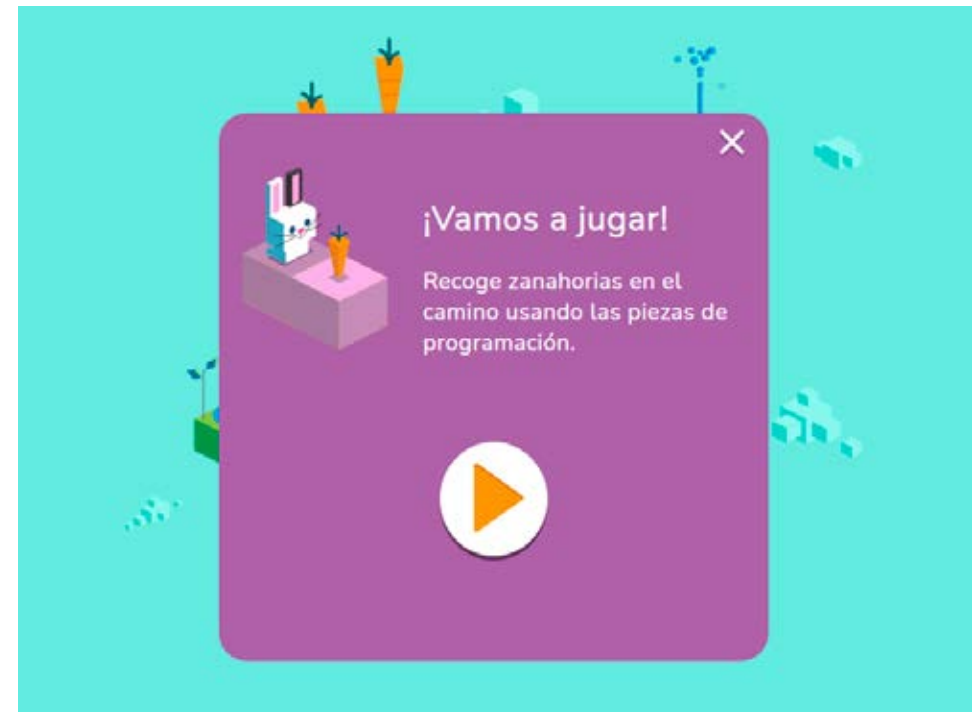 ¡Vamos a jugar!
Recoge zanahorias en el
camino usando las piezas de
programación.